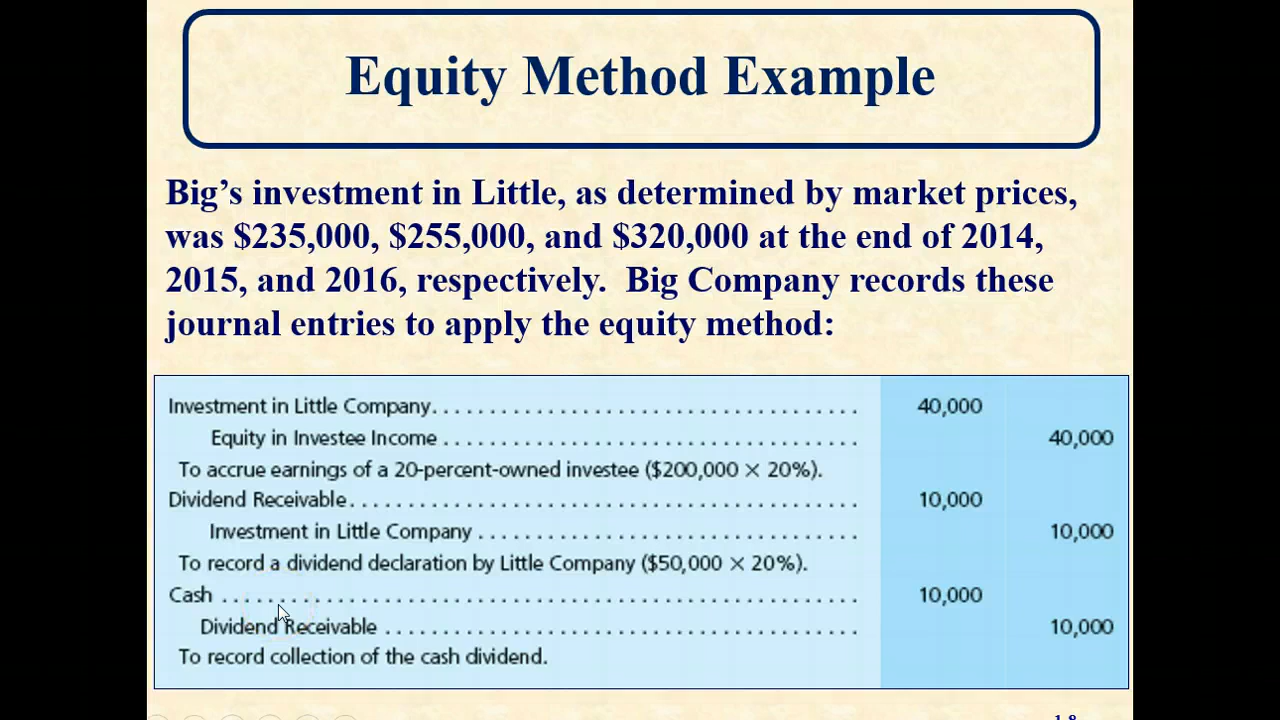 Equity Method Example
Big’s investment in Little, as determined by market prices,
was $235,000, $255,000, and $320,000 at the end of 2014,
2015, and 2016, respectively.  Big Company records these
journal entries to apply the equity method:
Investment in Little Company. . . . . . . . . . . . . . . . . . . . . . . . . . . . . . . . . . . . 40,000
Equity in Investee Income . . . . . . . . . . . . . . . . . . . . . . . . . . . . . . . . . . . 40,000
To accrue earnings of a 20-percent-owned investee ($200,000 × 20%).
Dividend Receivable. . . . . . . . . . . . . . . . . . . . . . . . . . . . . . . . . . . . . . . . . . . 10,000
Investment in Little Company . . . . . . . . . . . . . . . . . . . . . . . . . . . . . . . . 10,000
To record a dividend declaration by Little Company ($50,000 × 20%).
Cash . . . . . . . . . . . . . . . . . . . . . . . . . . . . . . . . . . . . . . . . . . . . . . . . . . . . . . 10,000
Dividend Receivable . . . . . . . . . . . . . . . . . . . . . . . . . . . . . . . . . . . . . . . . 10,000
To record collection of the cash dividend.